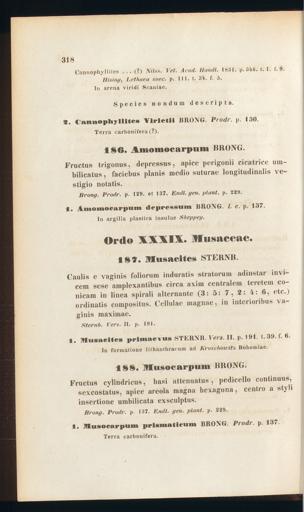 318
Cannophyllites ... (?) Nilss. Vet. Acad. Handl. 1831. p. 346. t. 1. f. 8.
Hising. Lethaea suec. p. 111. t. 34. f. 5.
In arena viridi Scaniae.
Species nondum descripta.
2. Cannophyllites Virletii BRONG. Prodr. p. 130.
Terra carbonifera (?).
186. Amomocarpum BRONG.
Fructus trigonus, depressus, apice perigonii cicatrice um-
bilicatus, faciebus planis medio suturae longitudinalis ve-
stigio notatis.
Brong. Prodr. p. 129. et 137. Endl. gen. plant. p. 229.
1. Amomocarpum depressum BRONG. l. c. p. 137.
In argilla plastica insulae Sheppey.
Ordo XXXIX. Musaceae.
187. Musacites STERNB.
Caulis e vaginis foliorum induratis stratorum adinstar invi-
cem sese amplexantibus circa axim centralem teretem co-
nicam in linea spirali alternante (3: 5: 7, 2: 4: 6, etc.)
ordinatis compositus. Cellulae magnae, in interioribus va-
ginis maximae.
Sternb. Vers. II. p. 191.
1. Musacites primaevus STERNB. Vers. II. p. 191. t. 39. f. 6.
In formatione lithanthracum ad Kruschowitz Bohemiae.
188. Musocarpum BRONG.
Fructus cylindricus, basi attenuatus, pedicello continuus,
sexcostatus, apice areola magna hexagona, centro a styli
insertione umbilicata exsculptus.
Brong. Prodr. p. 137. Endl. gen. plant. p. 228.
1. Musocarpum prismaticum BRONG. Prodr. p. 137.
Terra carbonifera.